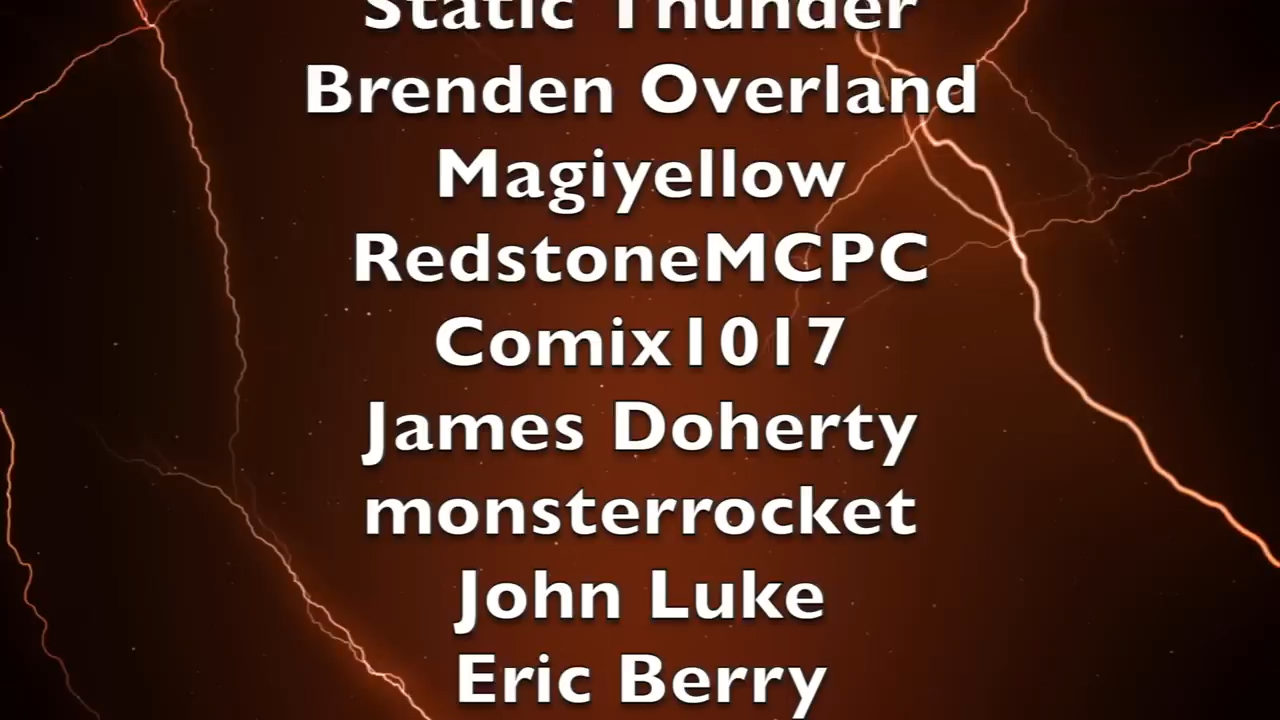 Static Thunder
Brenden Overland
Magiyellow
RedstoneMCPC
Comix1017
James Doherty
monsterrocket
John Luke
Eric Berry